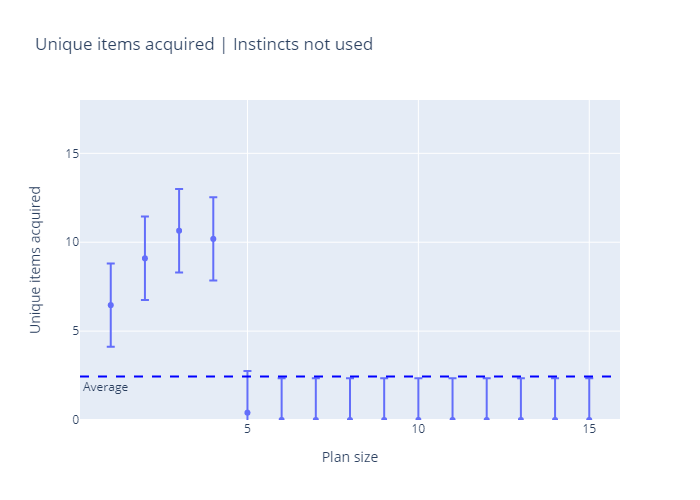 Unique items acquired | Instincts not used
Unique items acquired
15
10
5
0
Average
5
10
15
Plan size